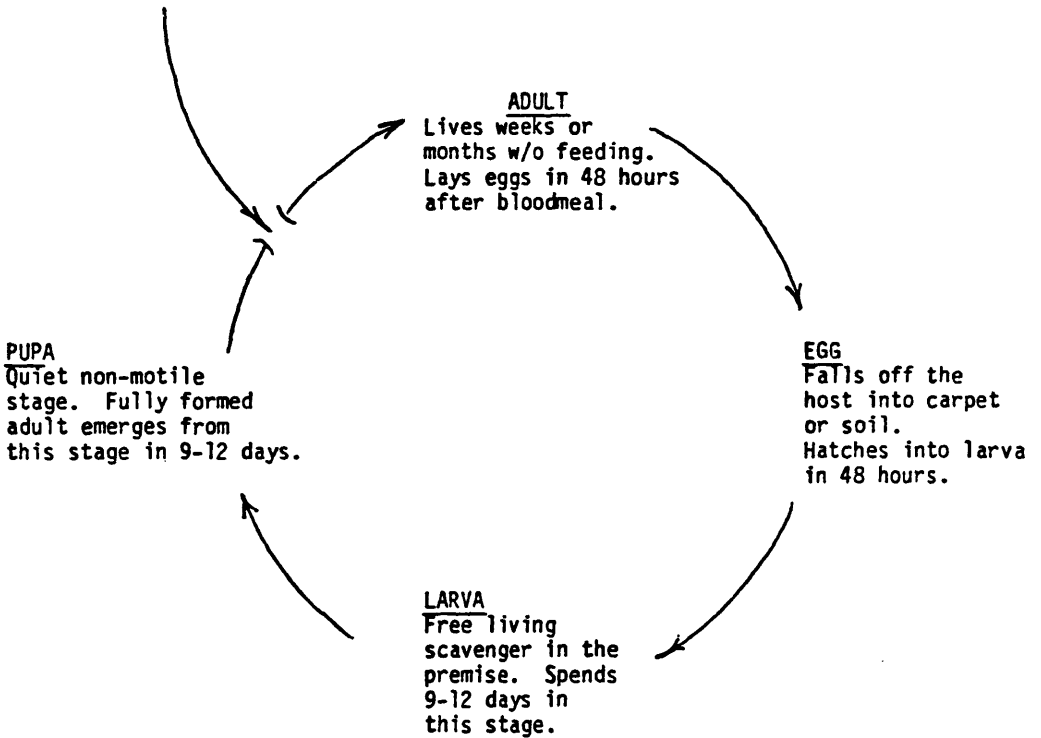 ADULT
Lives weeks or
months w/o feeding.
Lays eggs in 48 hours
after bloodmeal.
PUPA
Quiet non-motile
stage. Fully formed
adult emerges from
this stage in 9-12 days.
EGG
Falls off the
host into carpet
or soil.
Hatches into larva
in 48 hours.
LARVA
Free living
scavenger in the
premise. Spends
9-12 days in
this stage.